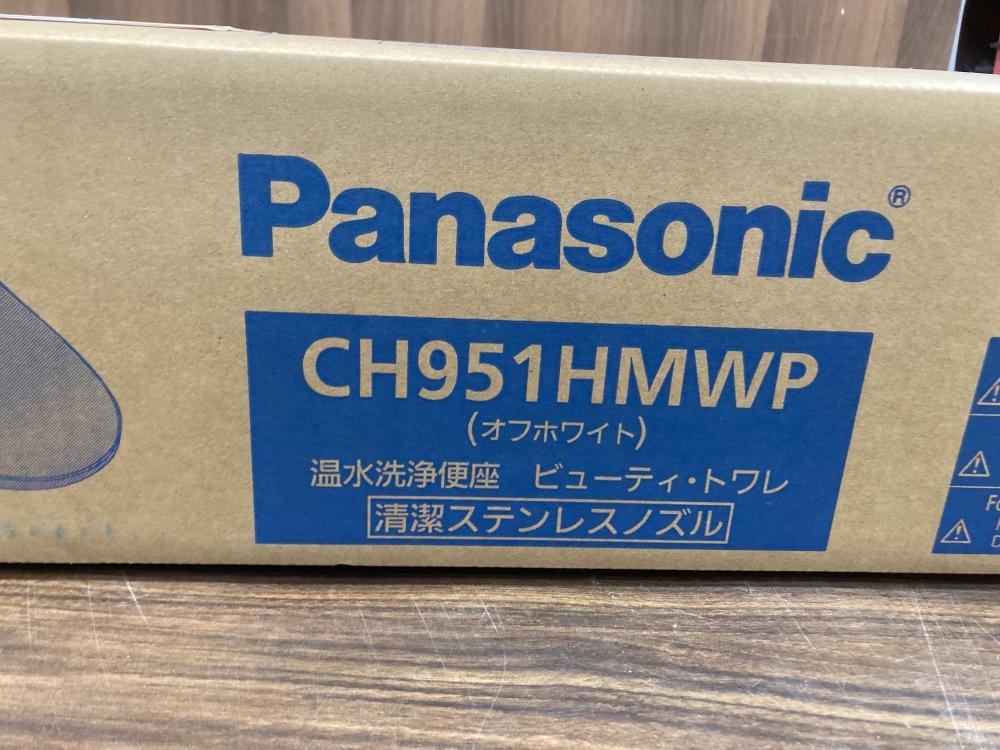 Panasonic®
CH951HMWP
(オフホワイト)
温水洗浄便座 ビューティ・トワレ
清潔ステンレスノズル